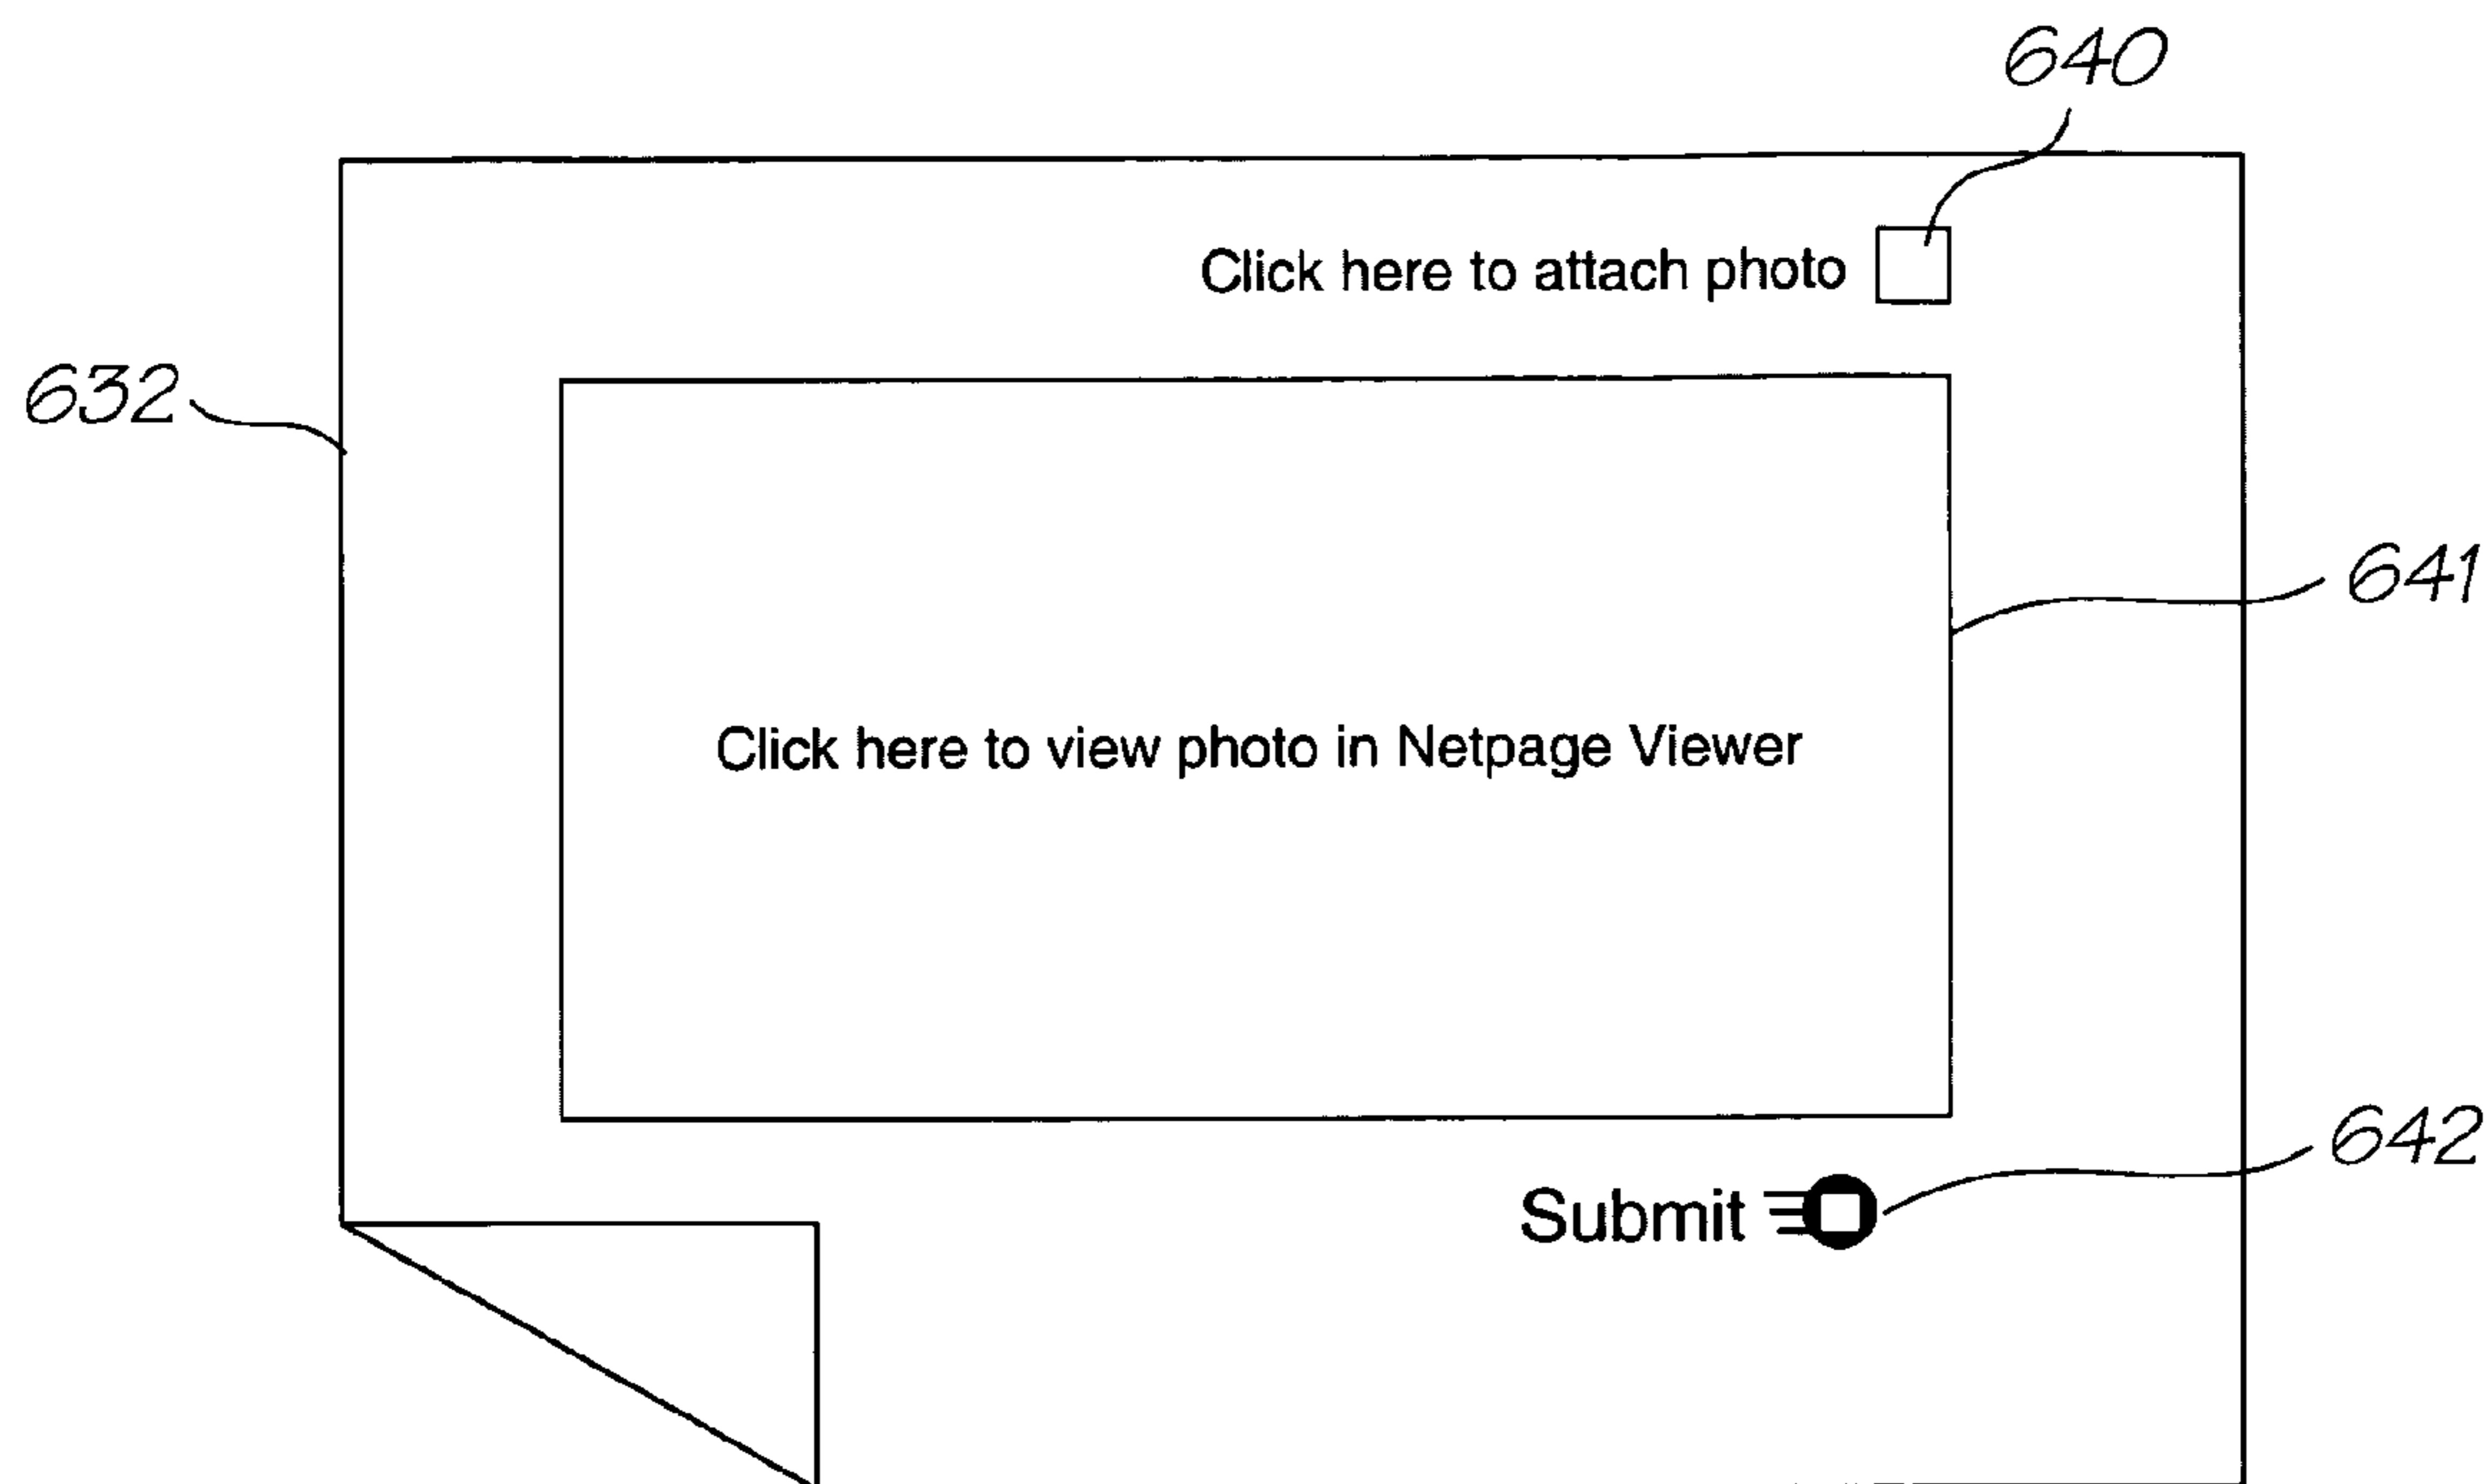 640
Click here to attach photo
632
641
Click here to view photo in Netpage Viewer
642
Submit